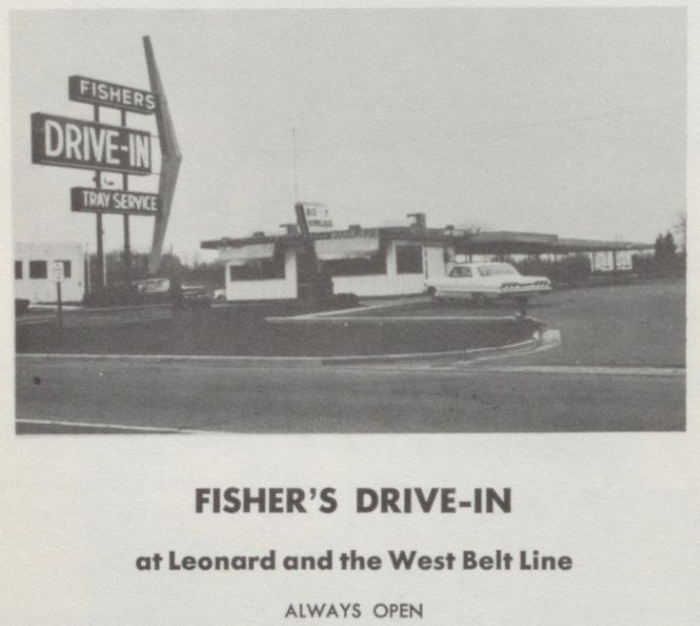 FISHERS
DRIVE-IN
TRAY SERVICE
FISHER'S DRIVE-IN
at Leonard and the West Belt Line
ALWAYS OPEN